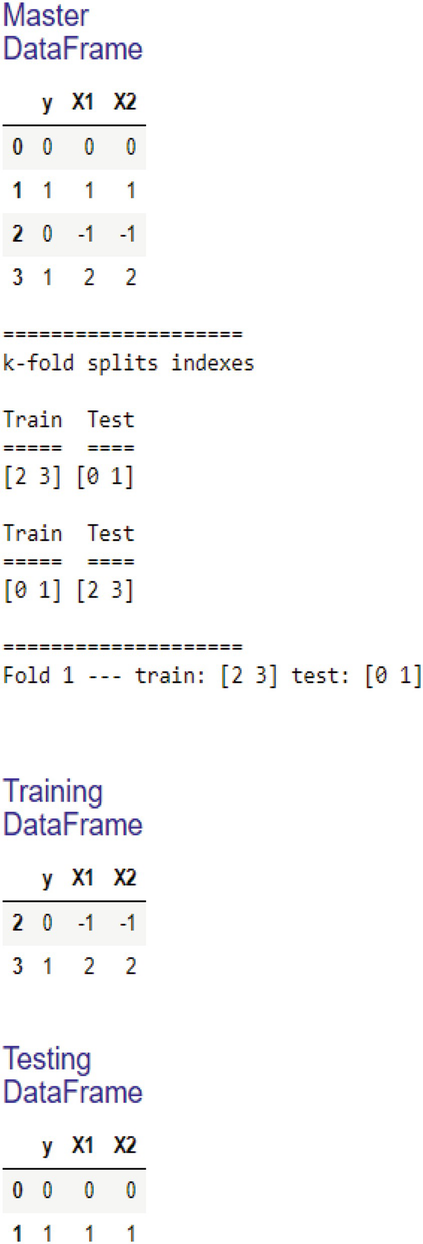 Master
DataFrame
y X1 X2
0 0 0 0
1 1 1 1
2 0 -1 -1
3 1 2 2
====================
k-fold splits indexes
Train Test
===== ====
[2 3] [0 1]
Train Test
===== ====
[0 1] [2 3]
====================
Fold 1 --- train: [2 3] test: [0 1]
Training
DataFrame
y X1 X2
2 0 -1 -1
3 1 2 2
Testing
DataFrame
y X1 X2
0 0 0 0
1 1 1 1